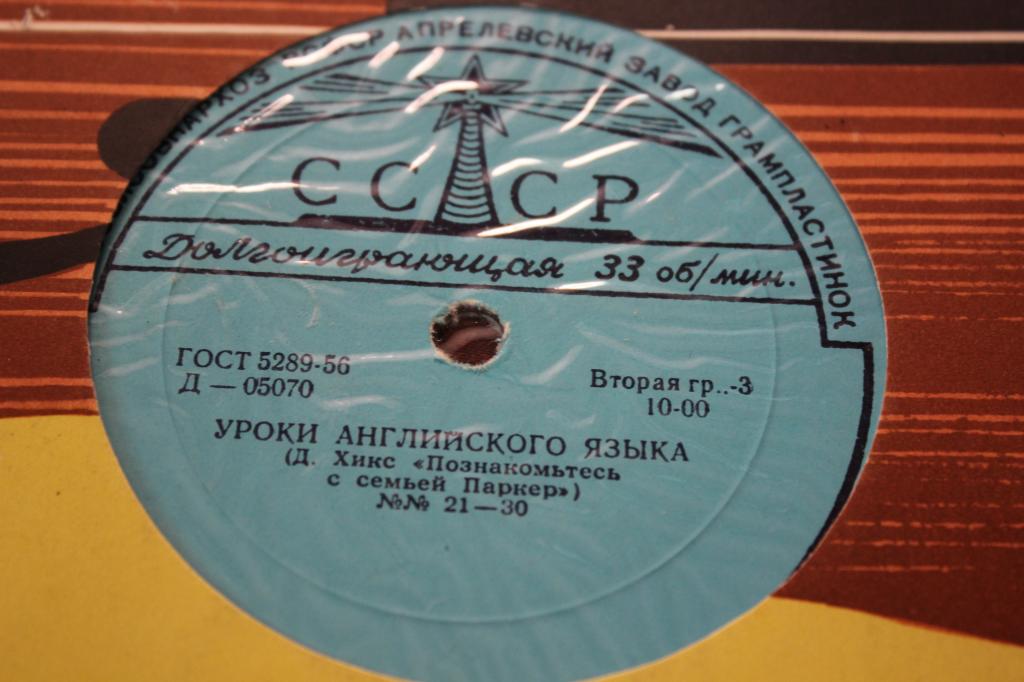 АПРЕЛЕВСКИЙ ЗАВОД ГРАМПЛАСТИНОК
СССР
Долгоиграющая 33 об/мин.
ГОСТ 5289-56
Д — 05070
Вторая гр..-3
10-00
УРОКИ АНГЛИЙСКОГО ЯЗЫКА
(Д. Хикс «Познакомьтесь
с семьей Паркер»)
№№ 21—30